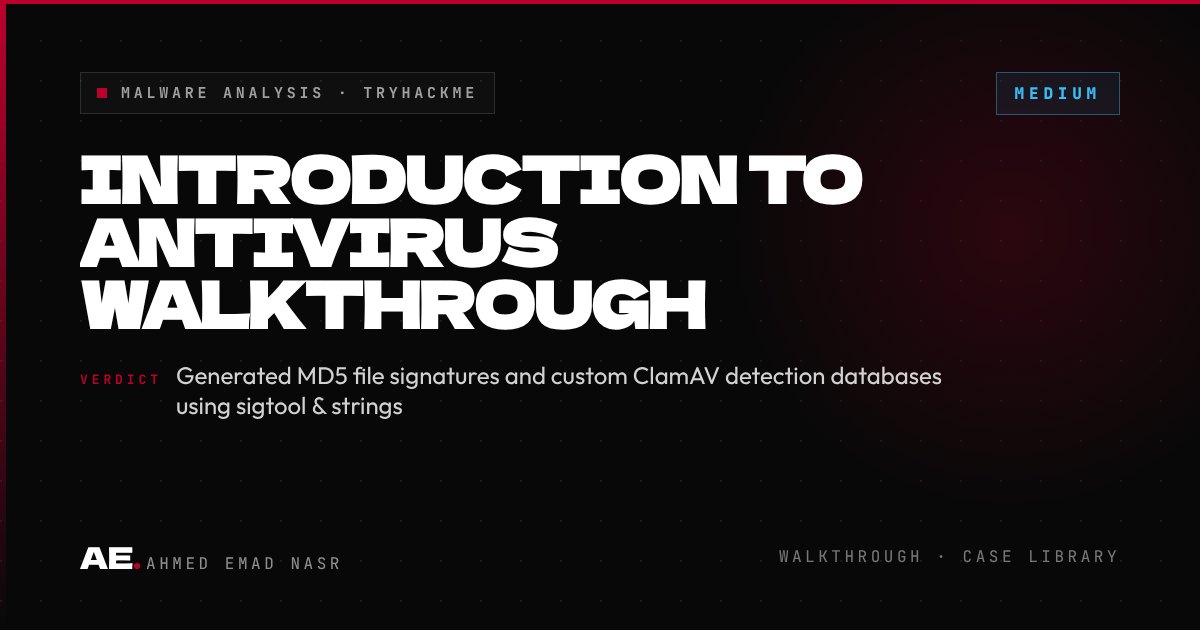 MALWARE ANALYSIS · TRYHACKME
MEDIUM
INTRODUCTION TO
ANTIVIRUS
WALKTHROUGH
VERDICT
Generated MD5 file signatures and custom ClamAV detection databases
using sigtool & strings
AE.
AHMED EMAD NASR
WALKTHROUGH · CASE LIBRARY